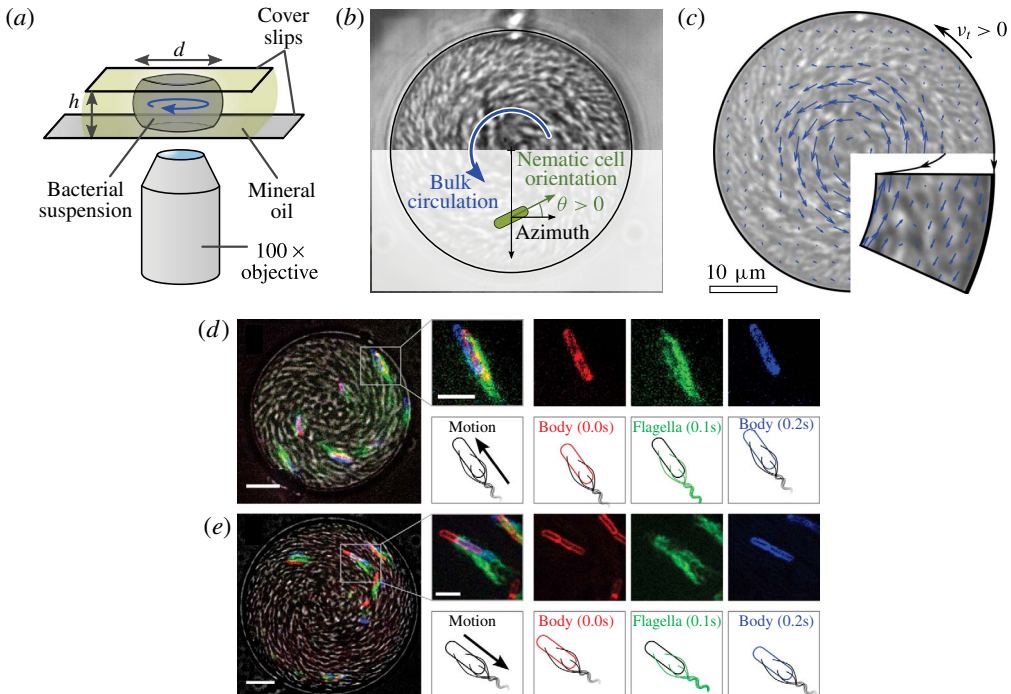 (a)
Cover
slips
d
h
Bacterial
suspension
Mineral
oil
100 ×
objective
(b)
Bulk
circulation
Nematic cell
orientation
θ > 0
Azimuth
(c)
νt > 0
10 μm
(d)
Motion
Body (0.0s)
Flagella (0.1s)
Body (0.2s)
(e)
Motion
Body (0.0s)
Flagella (0.1s)
Body (0.2s)